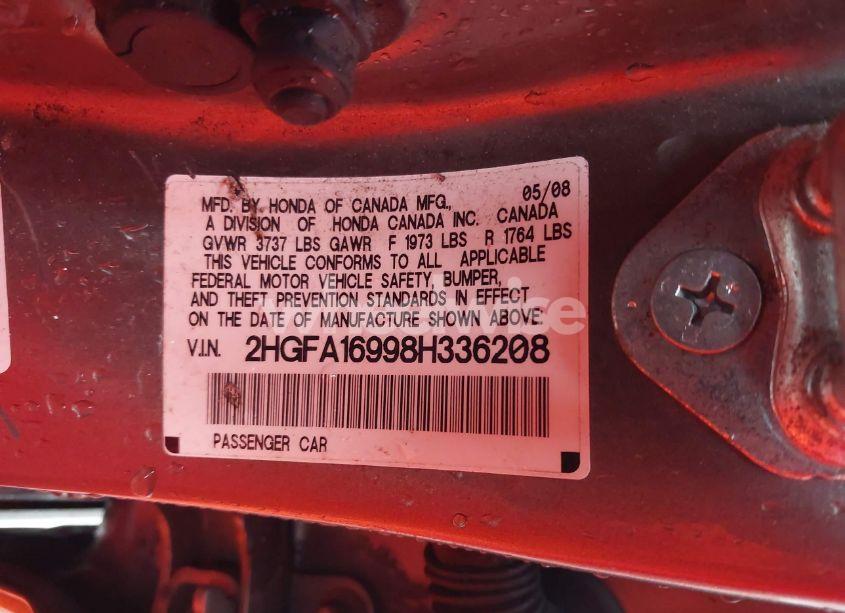 MFD. BY HONDA OF CANADA MFG., 05/08
A DIVISION OF HONDA CANADA INC. CANADA
GVWR 3737 LBS GAWR F 1973 LBS R 1764 LBS
THIS VEHICLE CONFORMS TO ALL APPLICABLE
FEDERAL MOTOR VEHICLE SAFETY, BUMPER,
AND THEFT PREVENTION STANDARDS IN EFFECT
ON THE DATE OF MANUFACTURE SHOWN ABOVE:
V.I.N. 2HGFA16998H336208
PASSENGER CAR